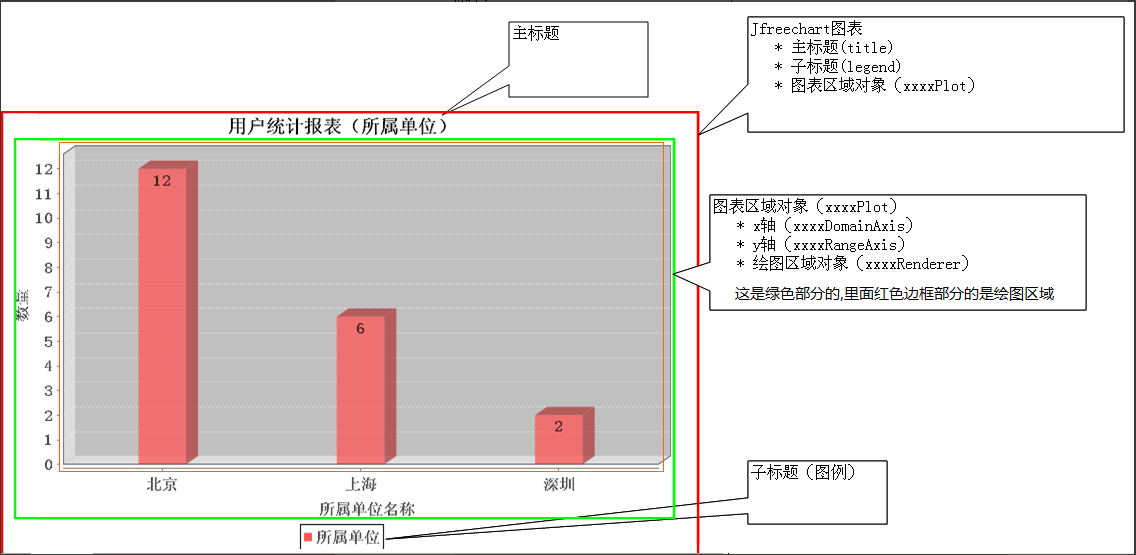 主标题
Jfreechart图表
* 主标题(title)
* 子标题(legend)
* 图表区域对象（xxxxPlot）
用户统计报表（所属单位）
12
11
10
9
8
7
6
5
4
3
2
1
0
数量
12
6
2
北京
上海
深圳
所属单位名称
所属单位
图表区域对象（xxxxPlot）
* x轴（xxxxDomainAxis）
* y轴（xxxxRangeAxis）
* 绘图区域对象（xxxxRenderer）
这是绿色部分的,里面红色边框部分的是绘图区域
子标题（图例）